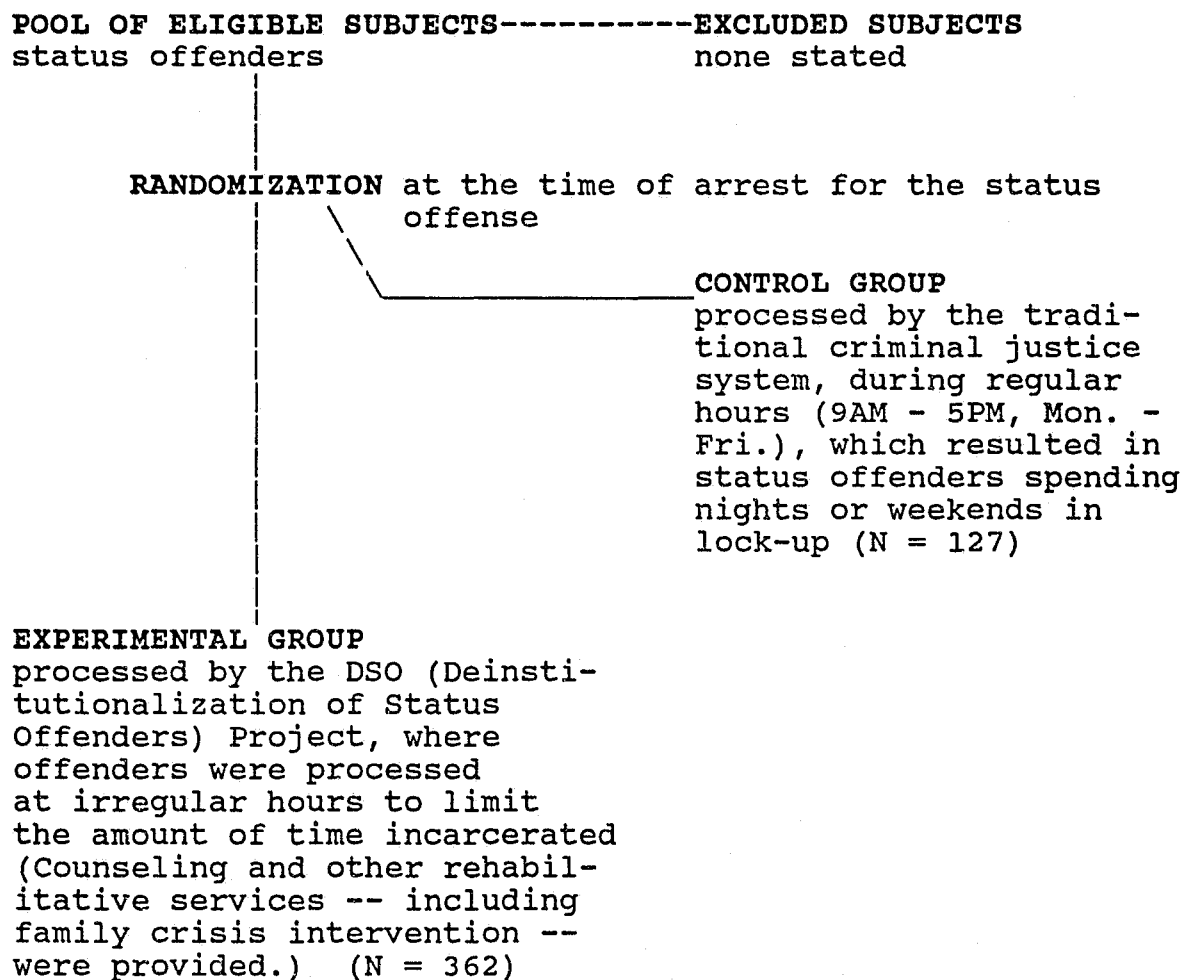 POOL OF ELIGIBLE SUBJECTS----------EXCLUDED SUBJECTS
status offenders none stated
RANDOMIZATION at the time of arrest for the status
offense
CONTROL GROUP
processed by the tradi-
tional criminal justice
system, during regular
hours (9AM - 5PM, Mon. -
Fri.), which resulted in
status offenders spending
nights or weekends in
lock-up (N = 127)
EXPERIMENTAL GROUP
processed by the DSO (Deinsti-
tutionalization of Status
Offenders) Project, where
offenders were processed
at irregular hours to limit
the amount of time incarcerated
(Counseling and other rehabil-
itative services -- including
family crisis intervention --
were provided.) (N = 362)